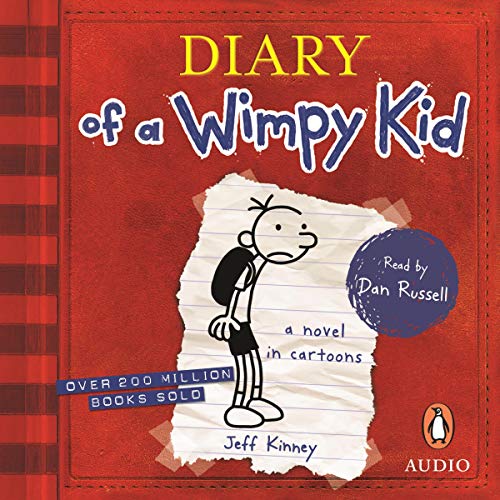 DIARY
of a Wimpy Kid
Read by
Dan Russell
a novel
in cartoons
OVER 200 MILLION
BOOKS SOLD
Jeff Kinney
AUDIO